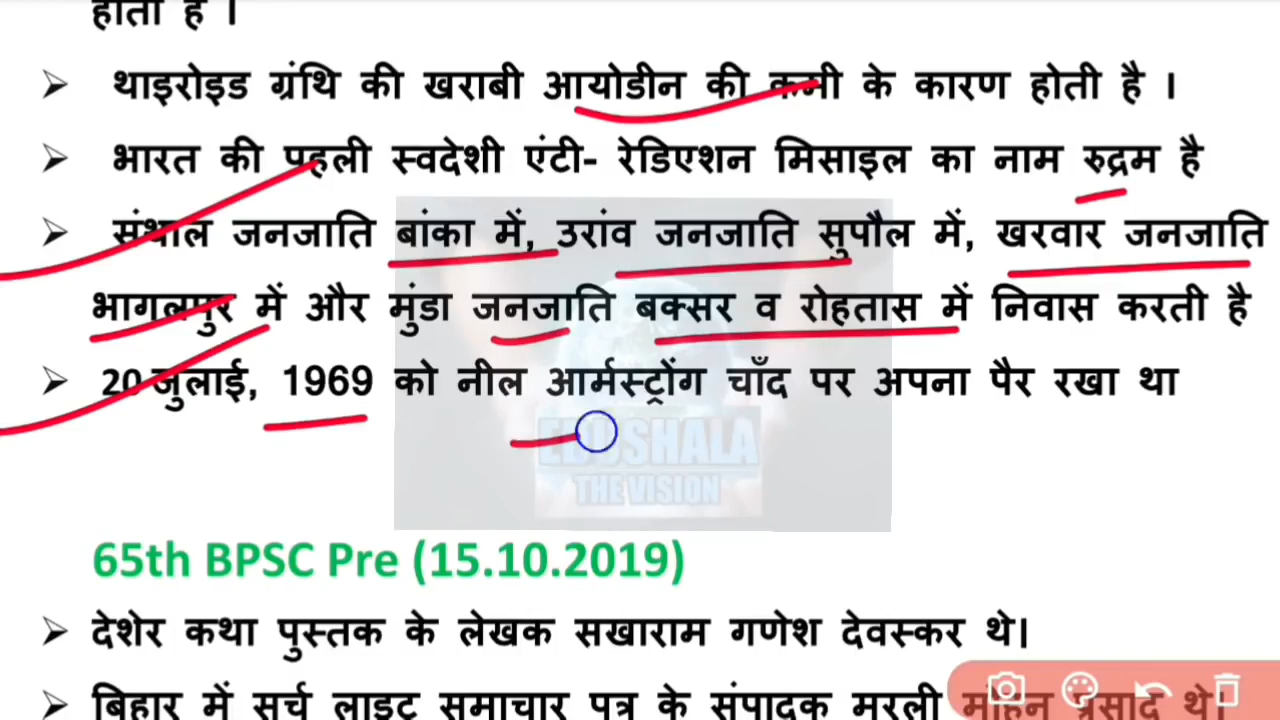 होता है ।
➢ थाइरोइड ग्रंथि की खराबी आयोडीन की कमी के कारण होती है ।
➢ भारत की पहली स्वदेशी एंटी- रेडिएशन मिसाइल का नाम रुद्रम है
➢ संथाल जनजाति बांका में, उरांव जनजाति सुपौल में, खरवार जनजाति
भागलपुर में और मुंडा जनजाति बक्सर व रोहतास में निवास करती है
➢ 20 जुलाई, 1969 को नील आर्मस्ट्रोंग चाँद पर अपना पैर रखा था
EDUSHALA
THE VISION
65th BPSC Pre (15.10.2019)
➢ देशेर कथा पुस्तक के लेखक सखाराम गणेश देवस्कर थे।
➢ बिहार में सर्च लाइट समाचार पत्र के संपादक मुरली मोहन प्रसाद थे।